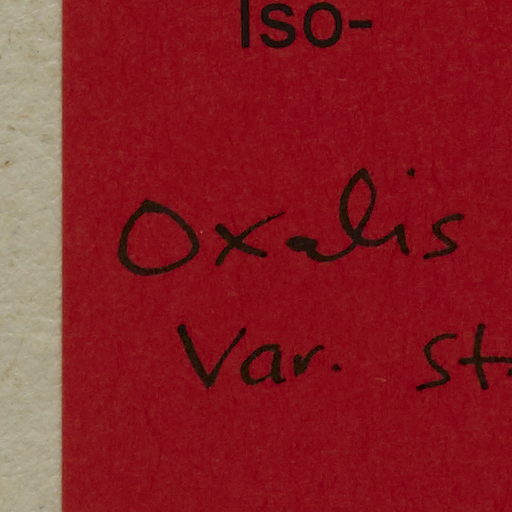 Iso-
Oxalis
Var.